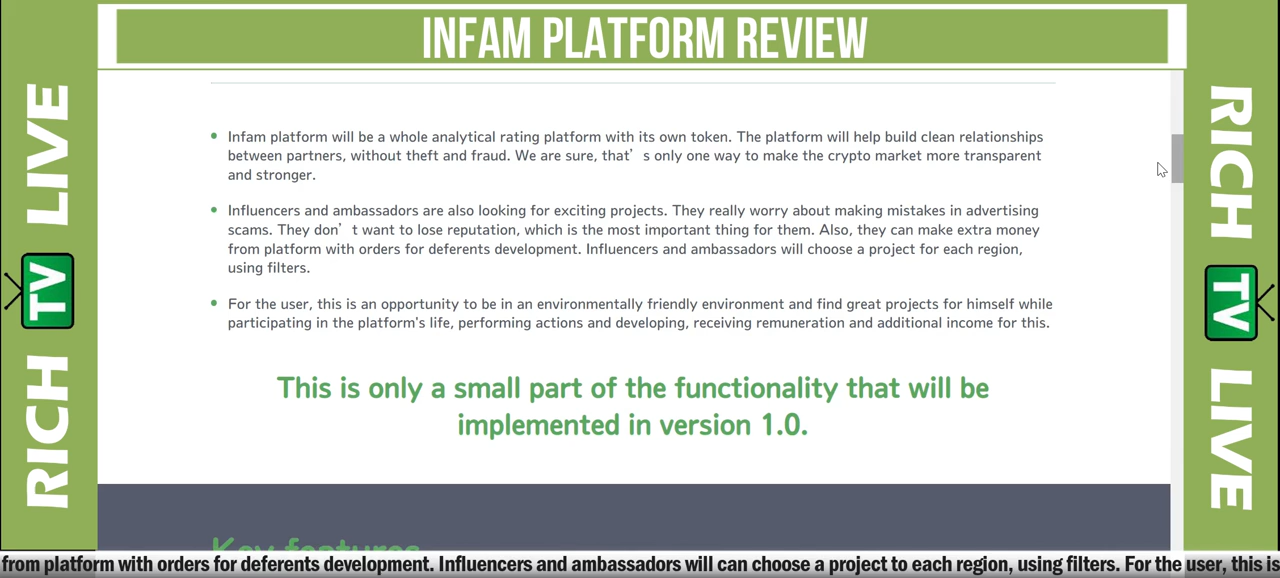 INFAM PLATFORM REVIEW
RICH TV LIVE
Infam platform will be a whole analytical rating platform with its own token. The platform will help build clean relationships
between partners, without theft and fraud. We are sure, that’ s only one way to make the crypto market more transparent
and stronger.
Influencers and ambassadors are also looking for exciting projects. They really worry about making mistakes in advertising
scams. They don’ t want to lose reputation, which is the most important thing for them. Also, they can make extra money
from platform with orders for deferents development. Influencers and ambassadors will choose a project for each region,
using filters.
For the user, this is an opportunity to be in an environmentally friendly environment and find great projects for himself while
participating in the platform's life, performing actions and developing, receiving remuneration and additional income for this.
This is only a small part of the functionality that will be
implemented in version 1.0.
Key features
RICH TV LIVE
from platform with orders for deferents development. Influencers and ambassadors will can choose a project to each region, using filters. For the user, this is